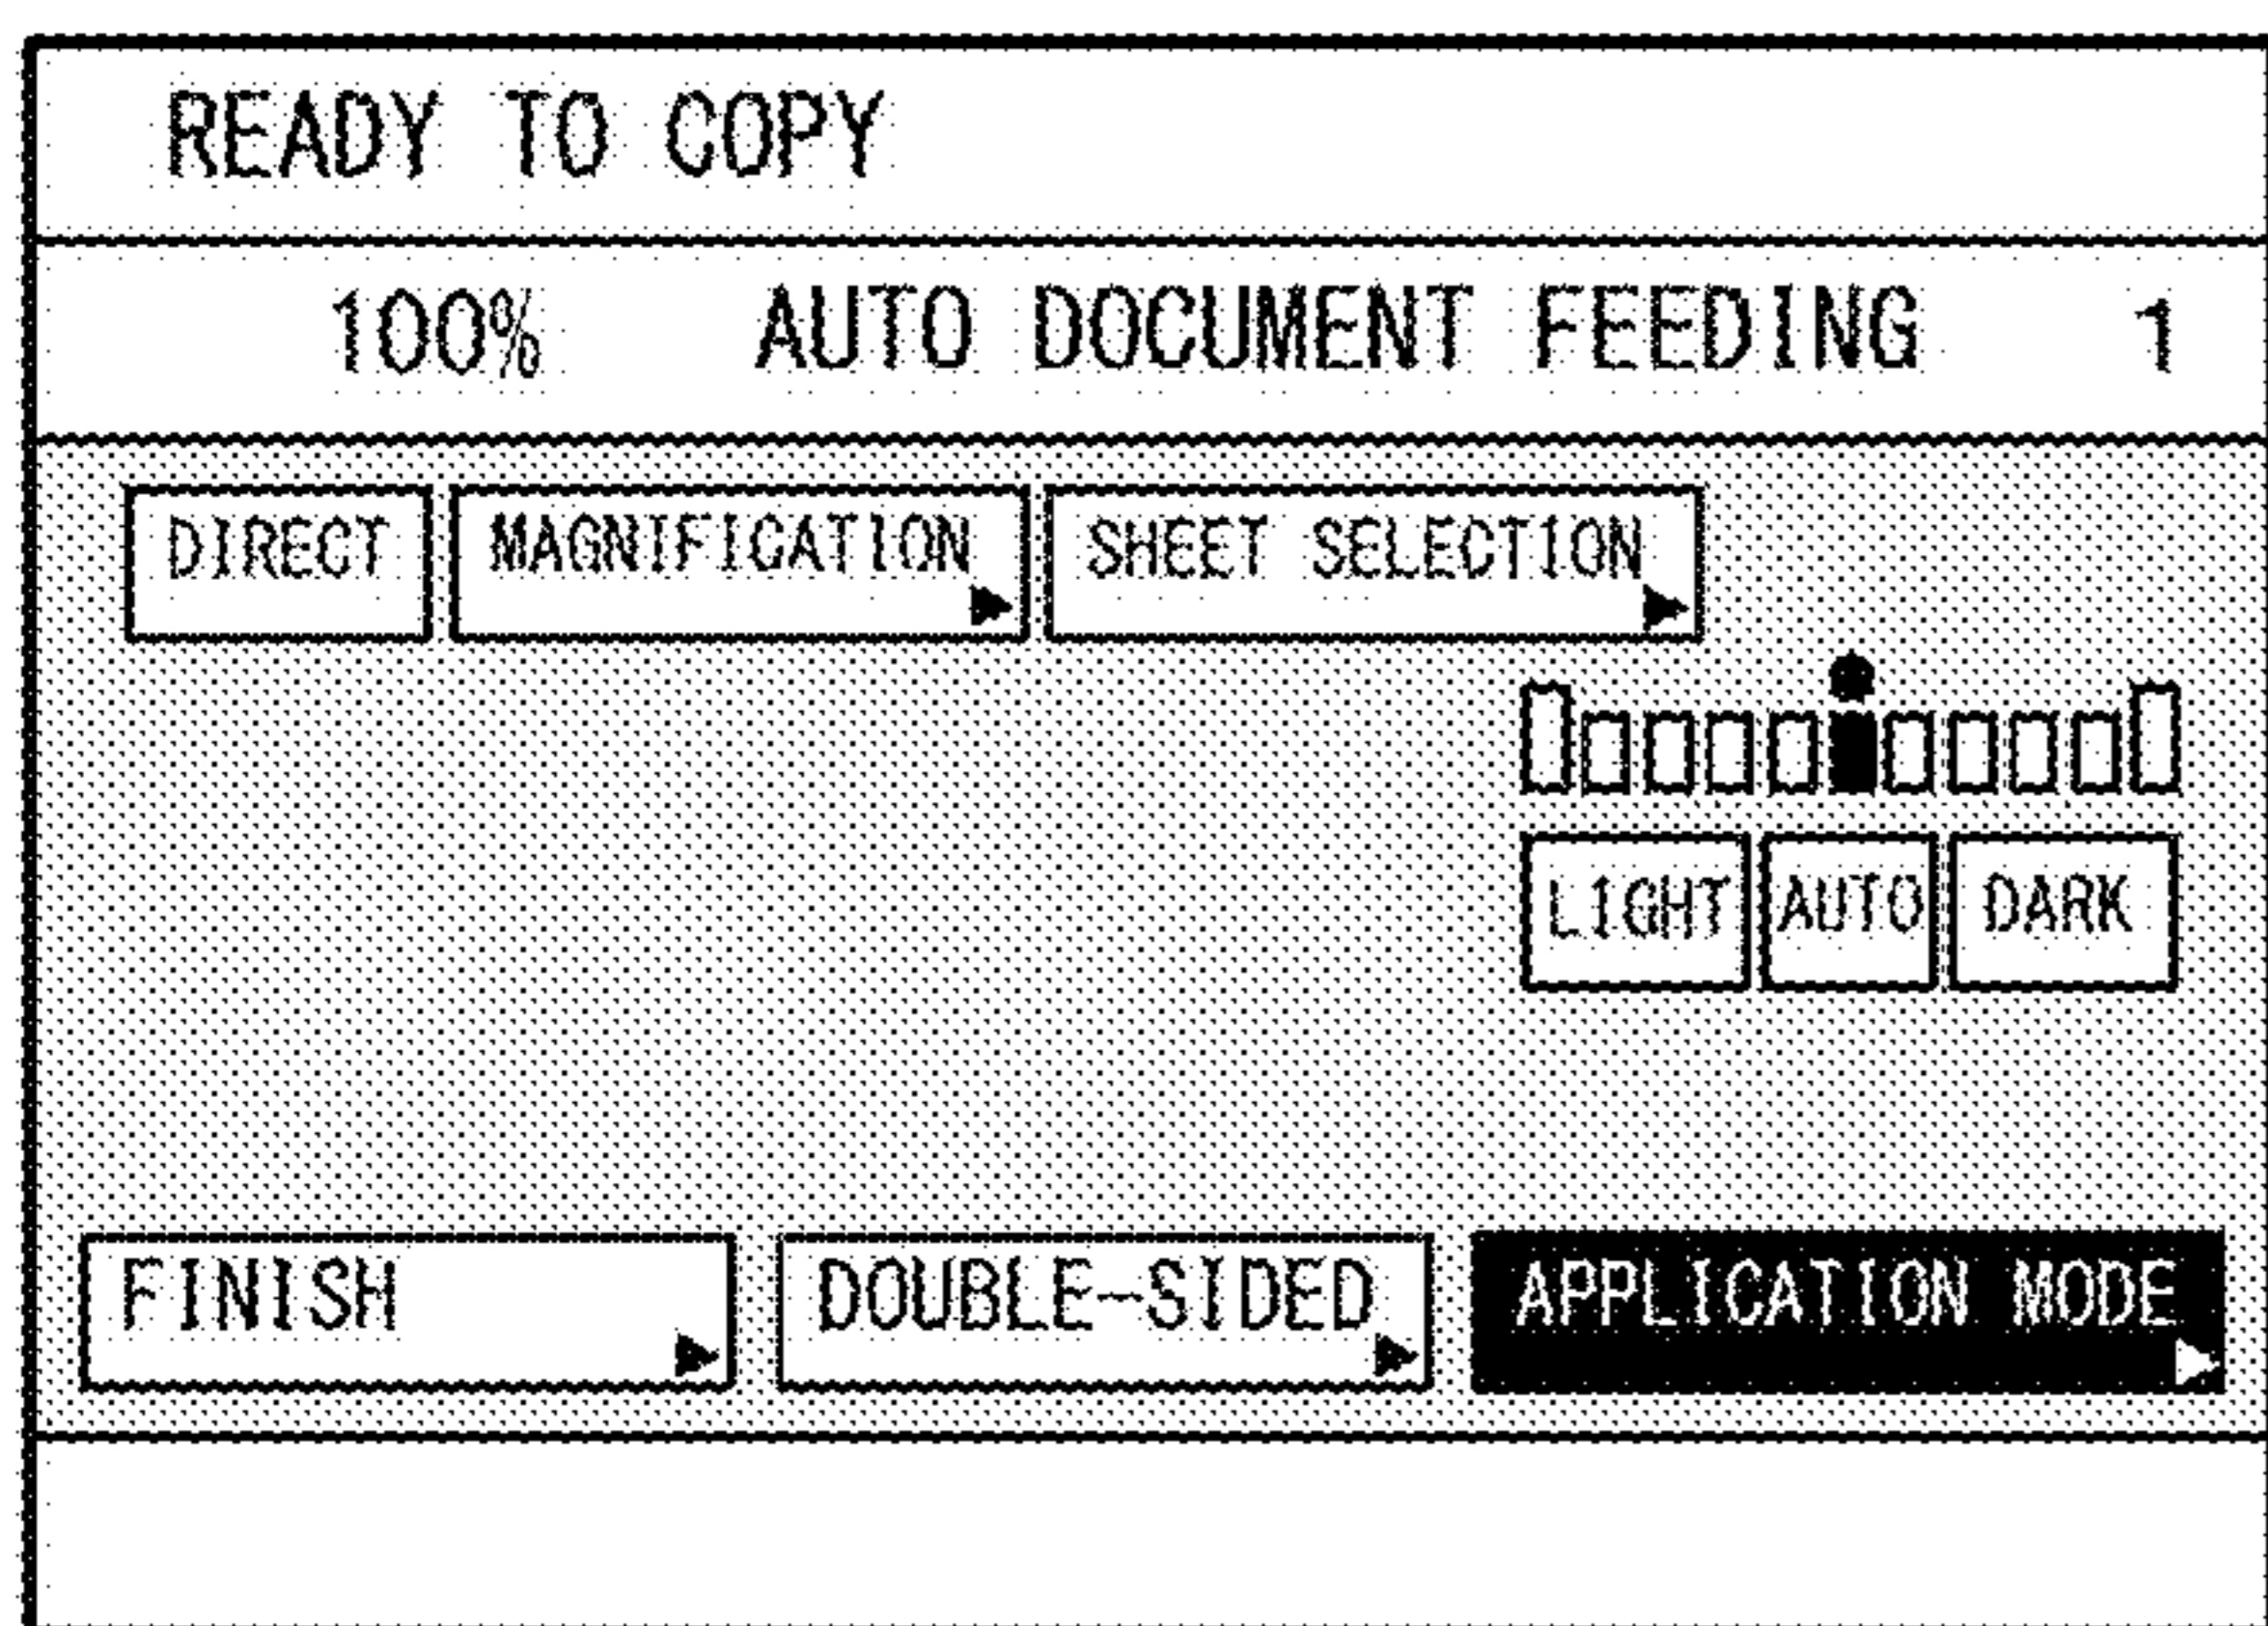 READY TO COPY
100% AUTO DOCUMENT FEEDING 1
DIRECT MAGNIFICATION SHEET SELECTION
LIGHT AUTO DARK
FINISH DOUBLE-SIDED APPLICATION MODE